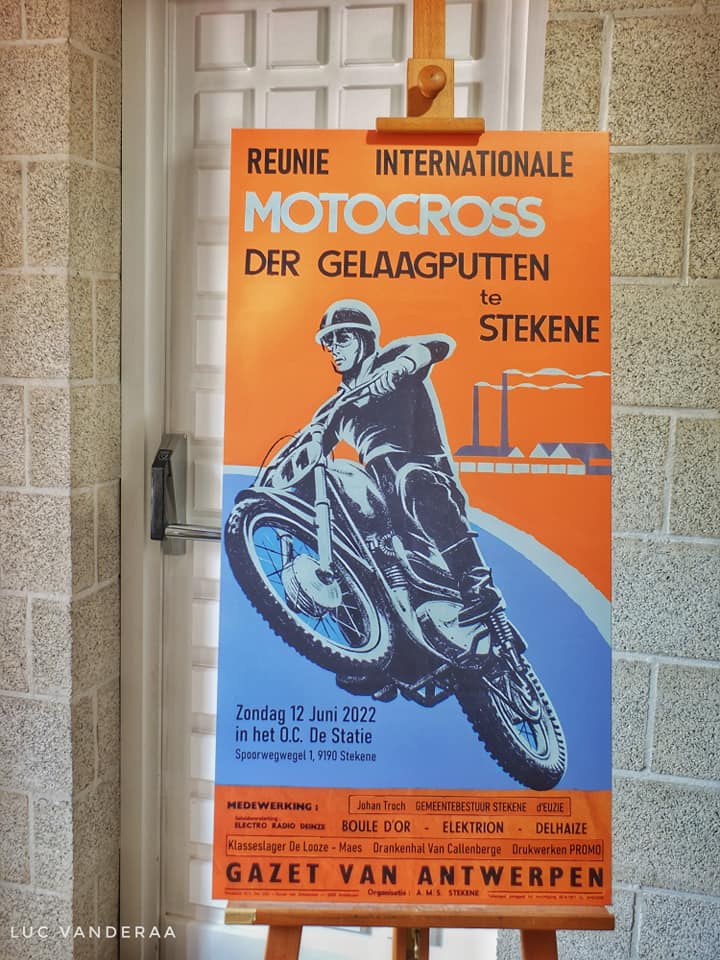 REUNIE INTERNATIONALE
MOTOCROSS
DER GELAAGPUTTEN
te
STEKENE
Zondag 12 Juni 2022
in het O.C. De Statie
Spoorwegwegel 1, 9190 Stekene
MEDEWERKING : Johan Troch GEMEENTEBESTUUR STEKENE d'EUZIE
ELECTRO RADIO DEINZE BOULE D'OR - ELEKTRION - DELHAIZE
Klasseslager De Looze - Maes Drankenhal Van Callenberge Drukwerken PROMO
GAZET VAN ANTWERPEN
Organisatie : A.M.S. STEKENE
LUC VANDERAA